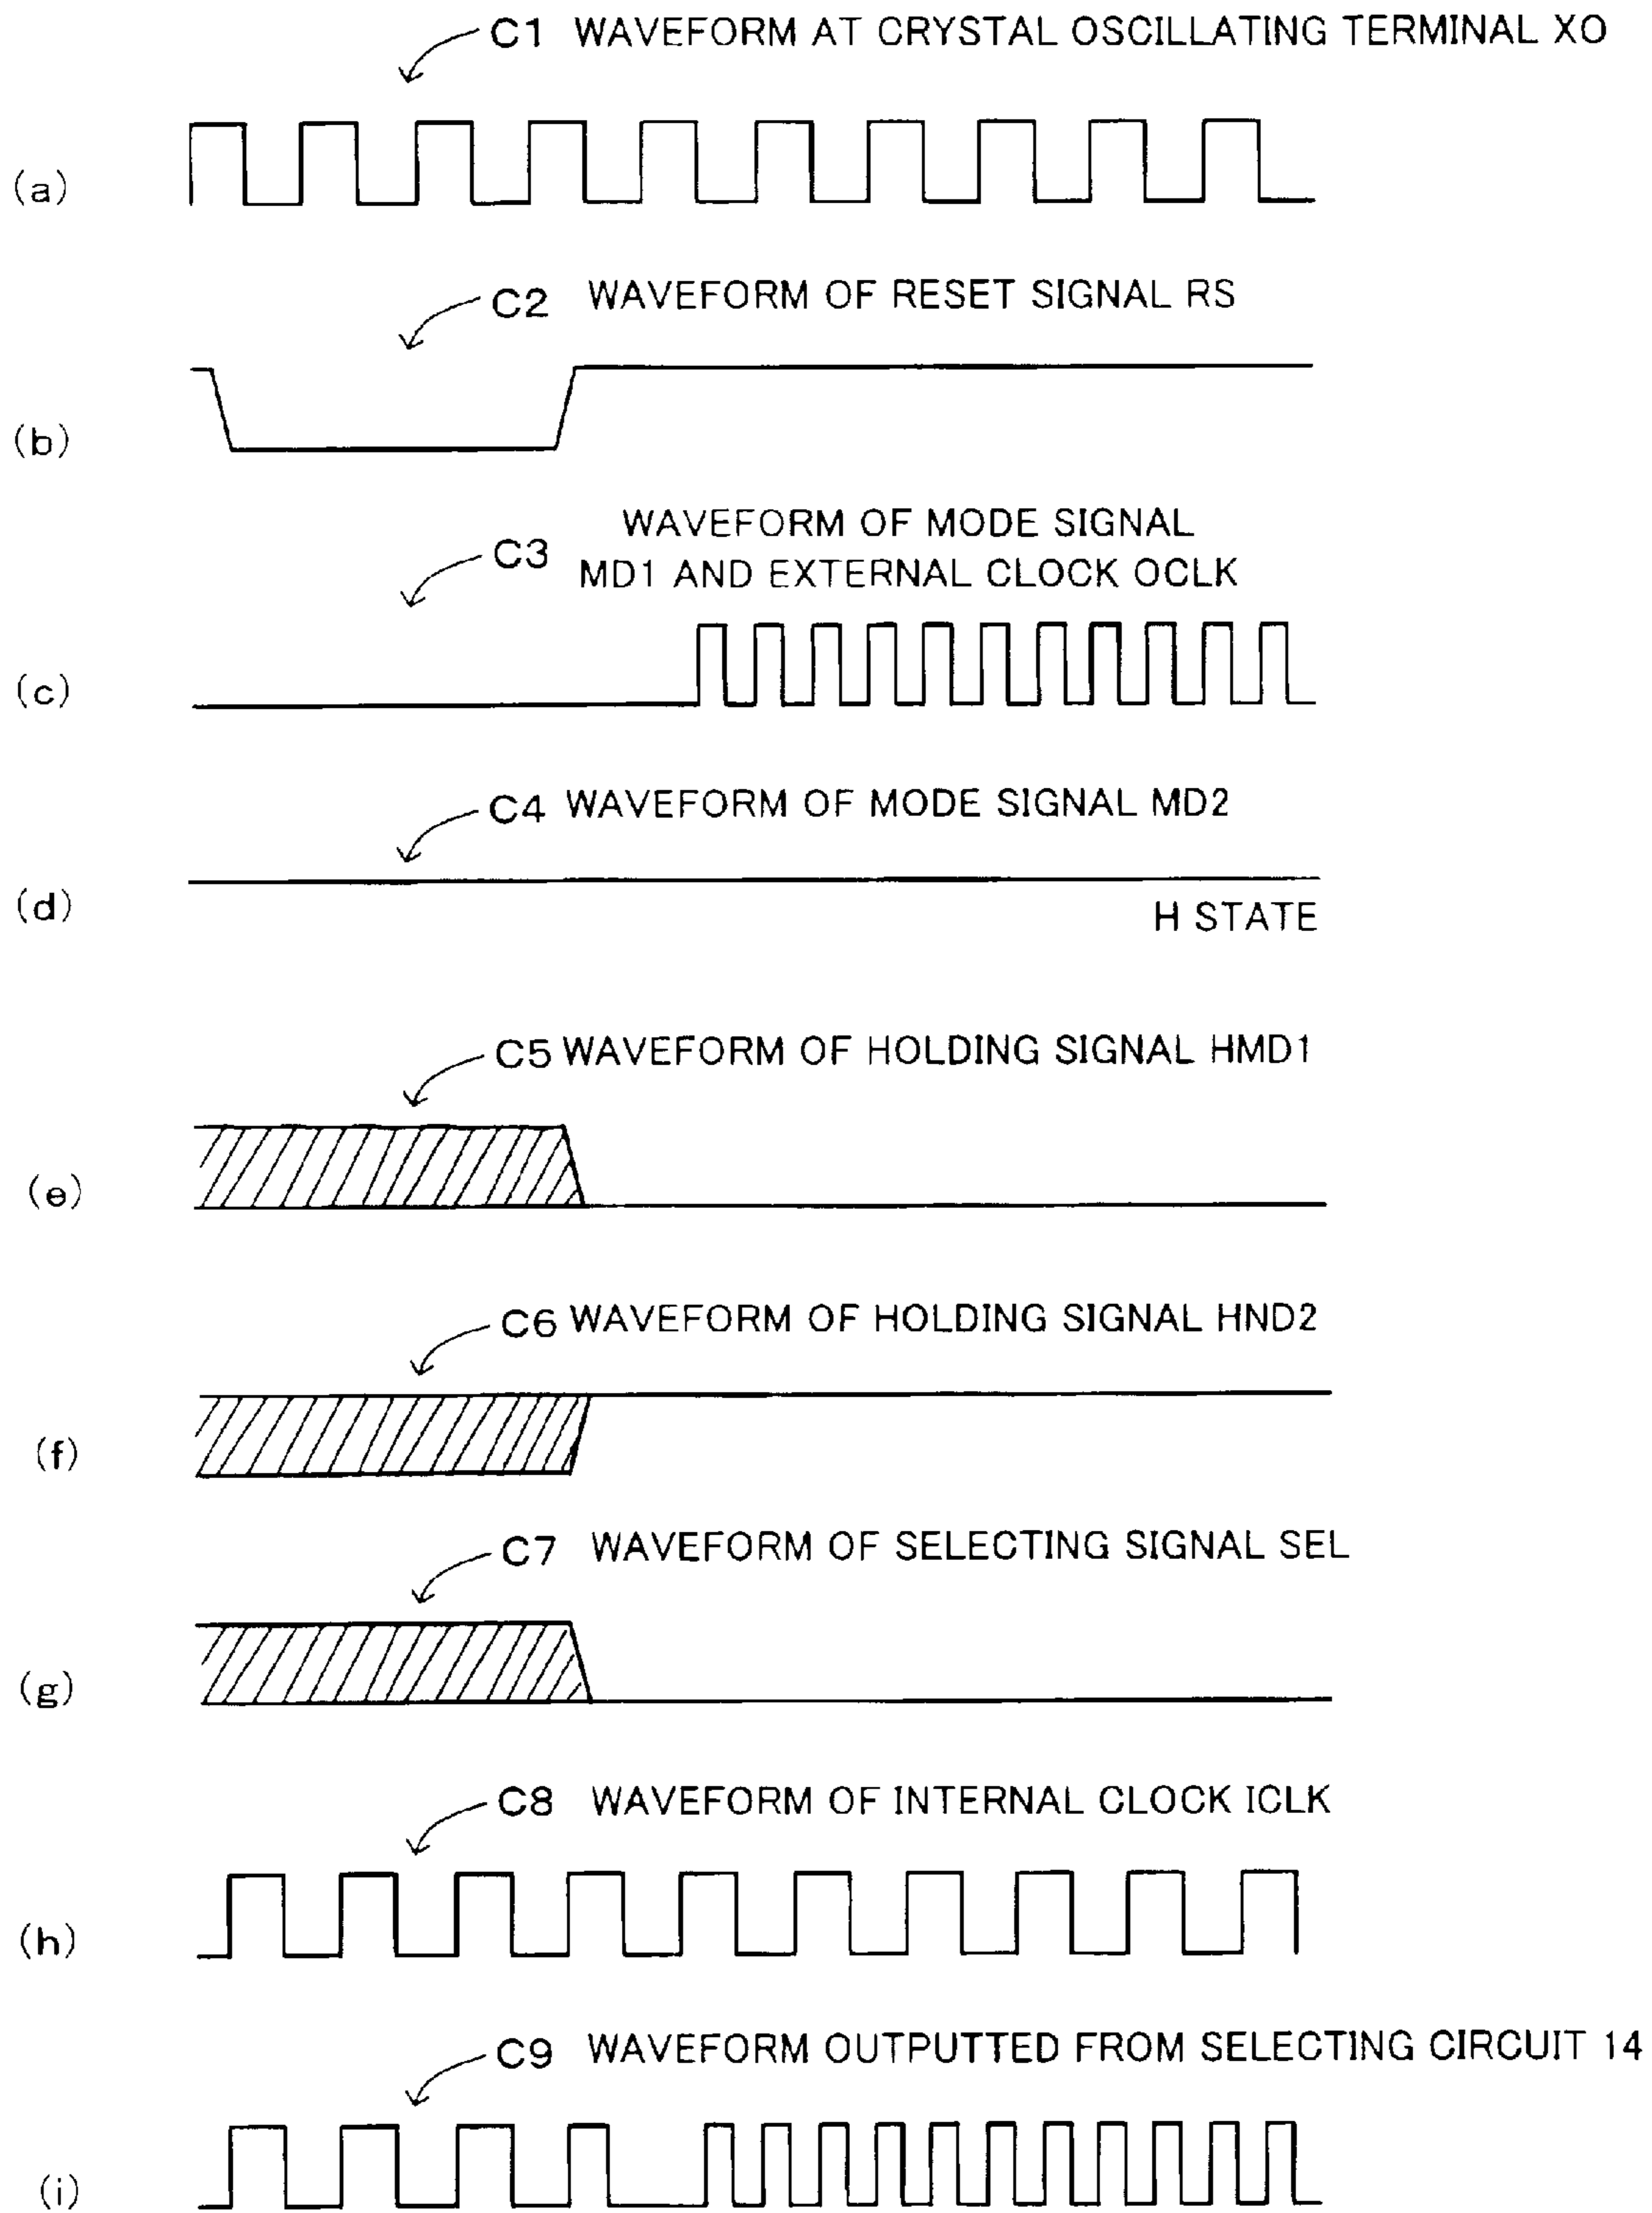 C1 WAVEFORM AT CRYSTAL OSCILLATING TERMINAL XO
(a)
C2 WAVEFORM OF RESET SIGNAL RS
(b)
WAVEFORM OF MODE SIGNAL
C3 MD1 AND EXTERNAL CLOCK OCLK
(c)
C4 WAVEFORM OF MODE SIGNAL MD2
(d)
H STATE
C5 WAVEFORM OF HOLDING SIGNAL HMD1
(e)
C6 WAVEFORM OF HOLDING SIGNAL HND2
(f)
C7 WAVEFORM OF SELECTING SIGNAL SEL
(g)
C8 WAVEFORM OF INTERNAL CLOCK ICLK
(h)
C9 WAVEFORM OUTPUTTED FROM SELECTING CIRCUIT 14
(i)